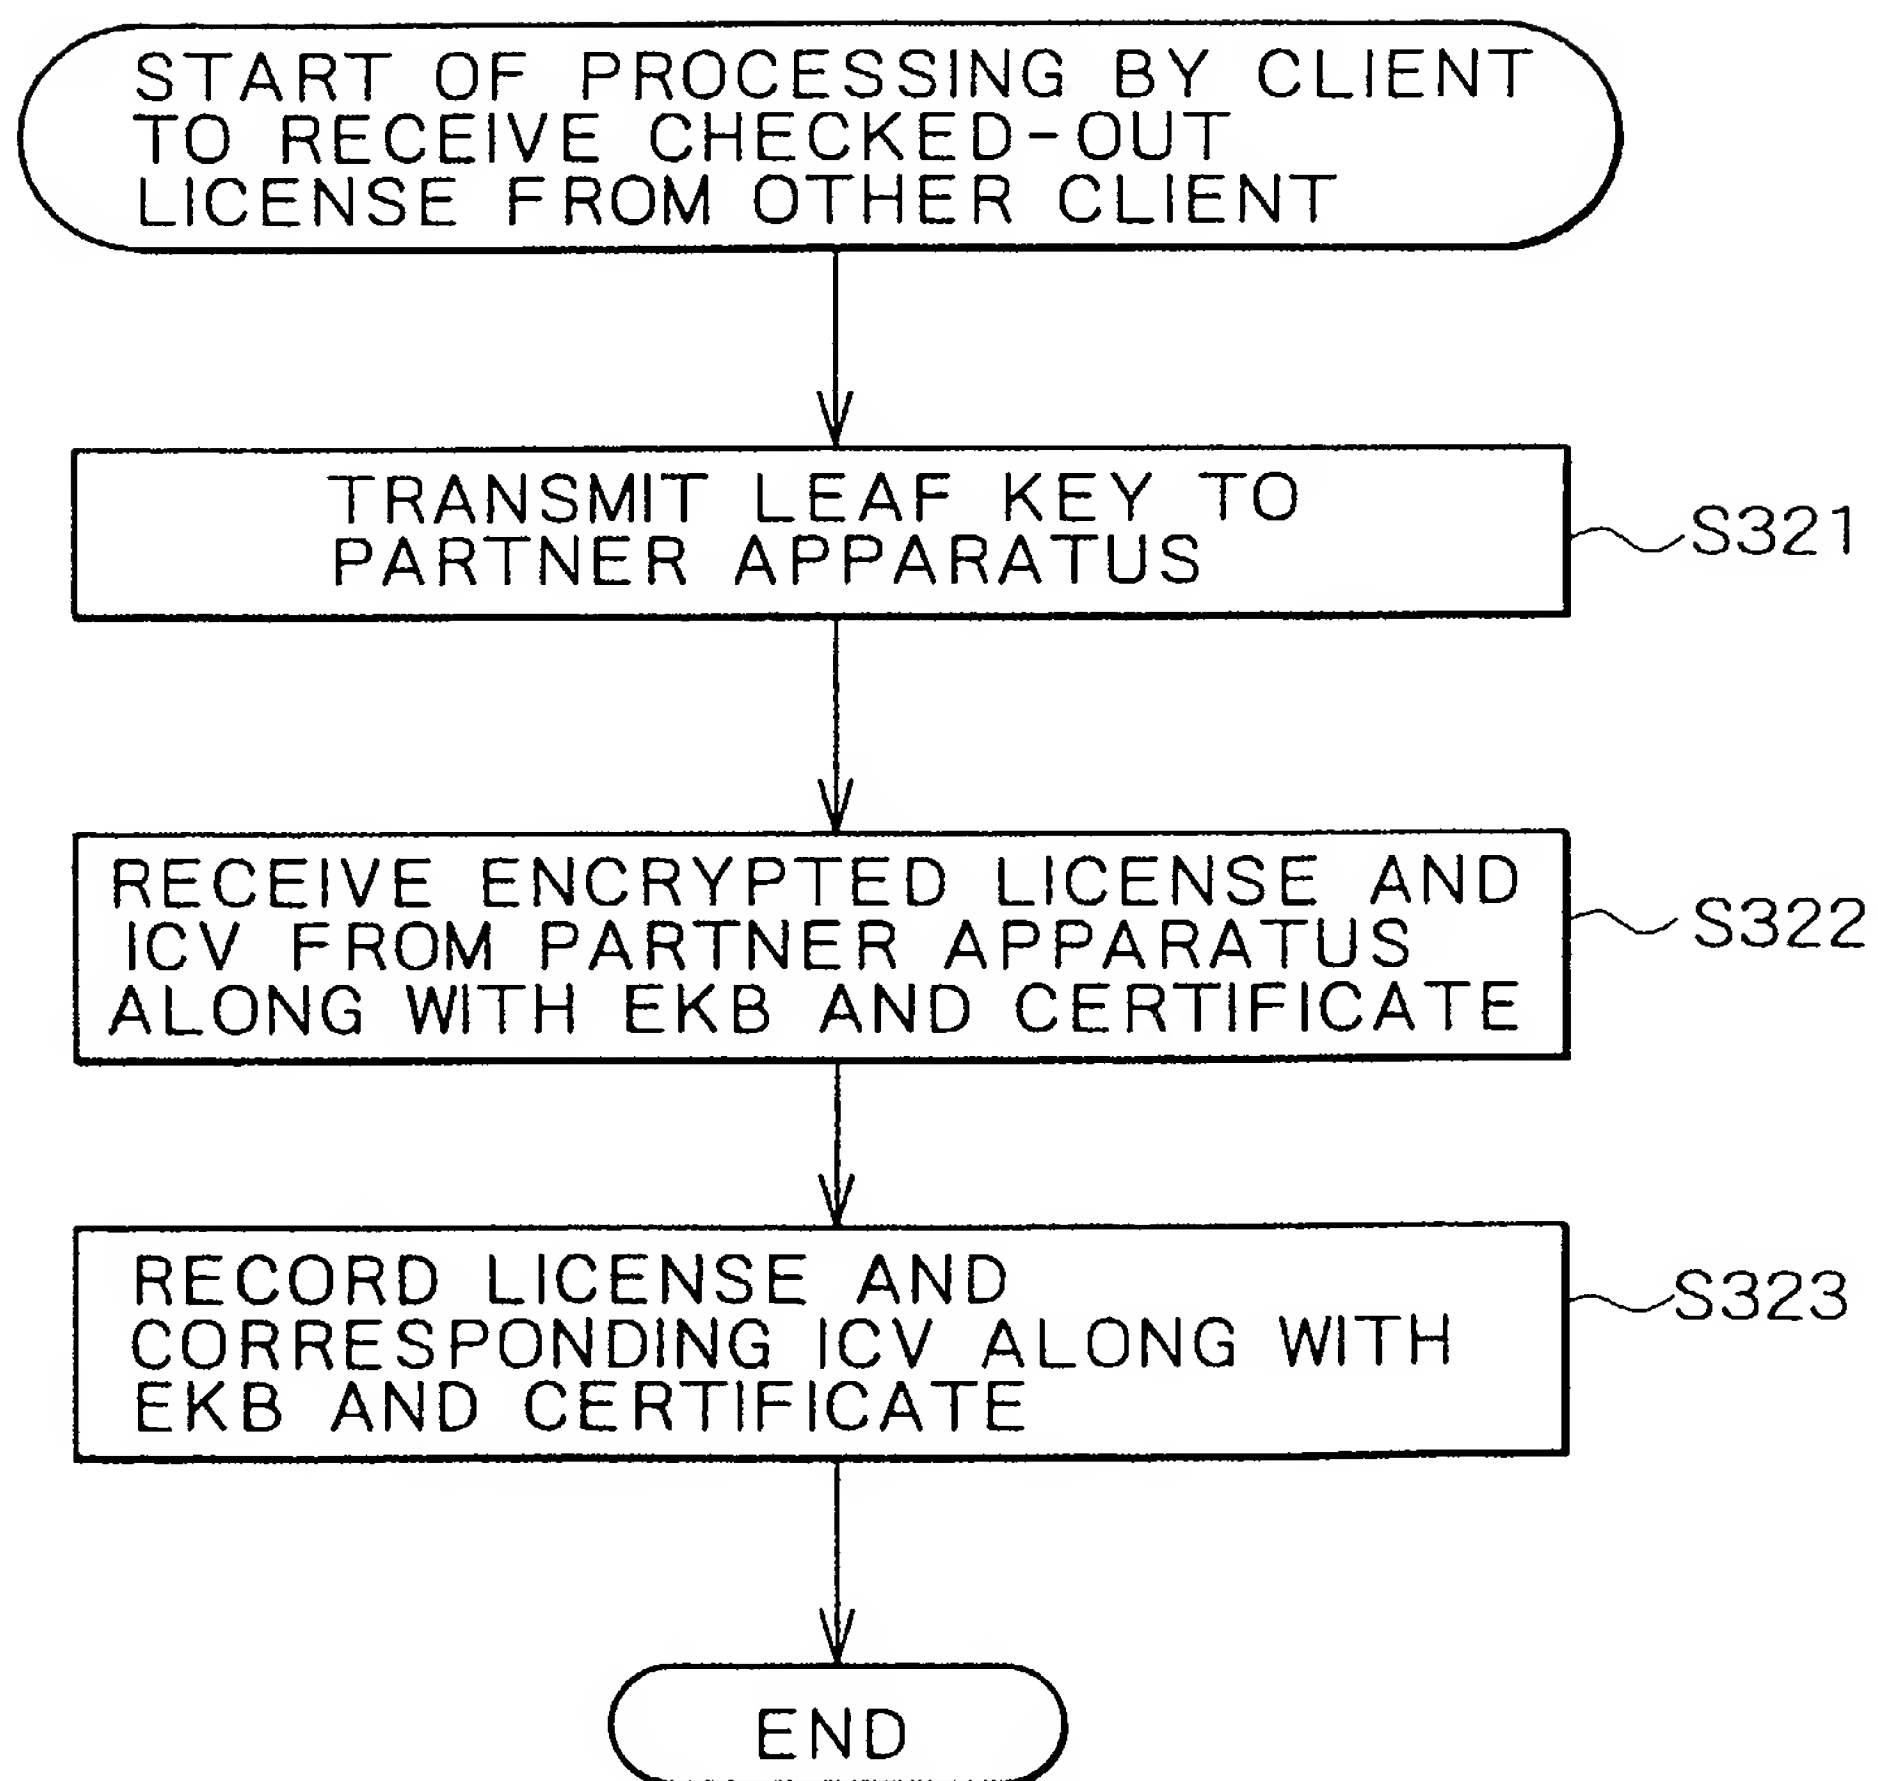 START OF PROCESSING BY CLIENT
TO RECEIVE CHECKED-OUT
LICENSE FROM OTHER CLIENT
TRANSMIT LEAF KEY TO
PARTNER APPARATUS
S321
RECEIVE ENCRYPTED LICENSE AND
ICV FROM PARTNER APPARATUS
ALONG WITH EKB AND CERTIFICATE
S322
RECORD LICENSE AND
CORRESPONDING ICV ALONG WITH
EKB AND CERTIFICATE
S323
END